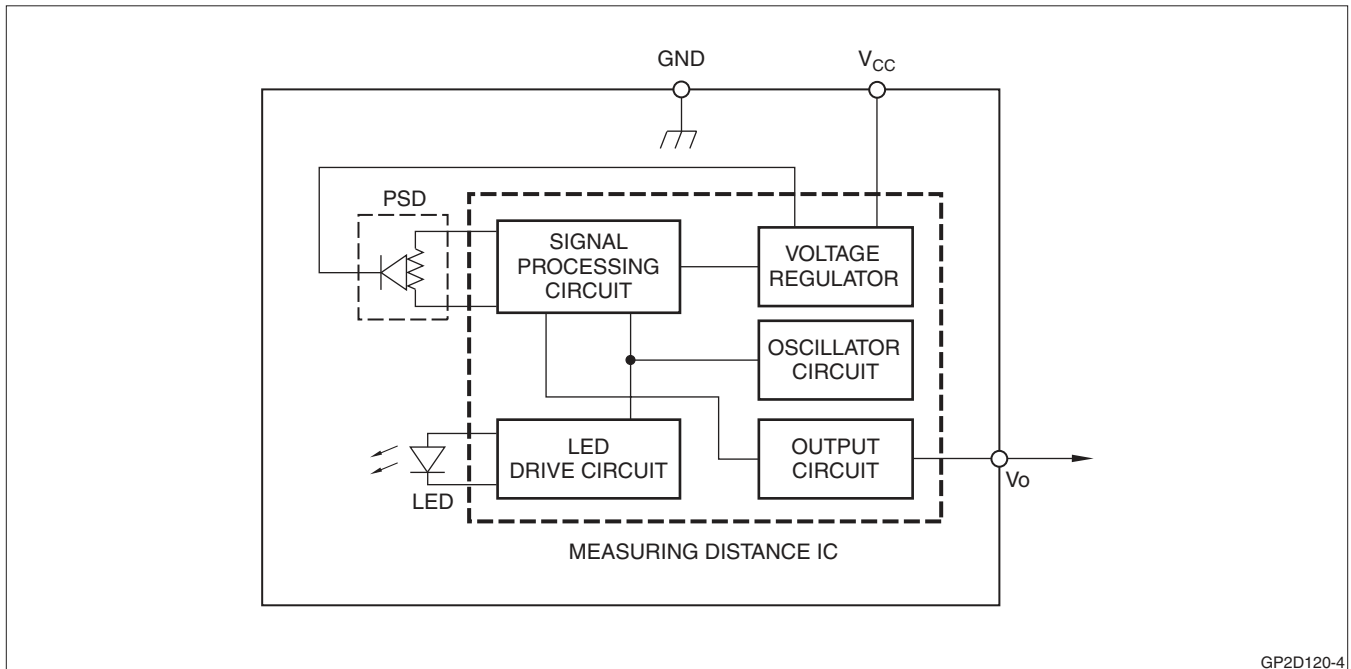 GND
VCC
PSD
SIGNAL
PROCESSING
CIRCUIT
VOLTAGE
REGULATOR
OSCILLATOR
CIRCUIT
LED
DRIVE CIRCUIT
OUTPUT
CIRCUIT
LED
Vo
MEASURING DISTANCE IC
GP2D120-4